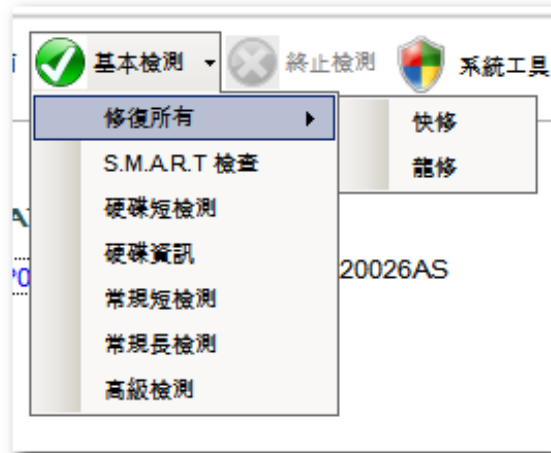 基本檢測 終止檢測 系統工具
修復所有 快修
S.M.A.R.T 檢查 龍修
硬碟短檢測
硬碟資訊 20026AS
常規短檢測
常規長檢測
高級檢測